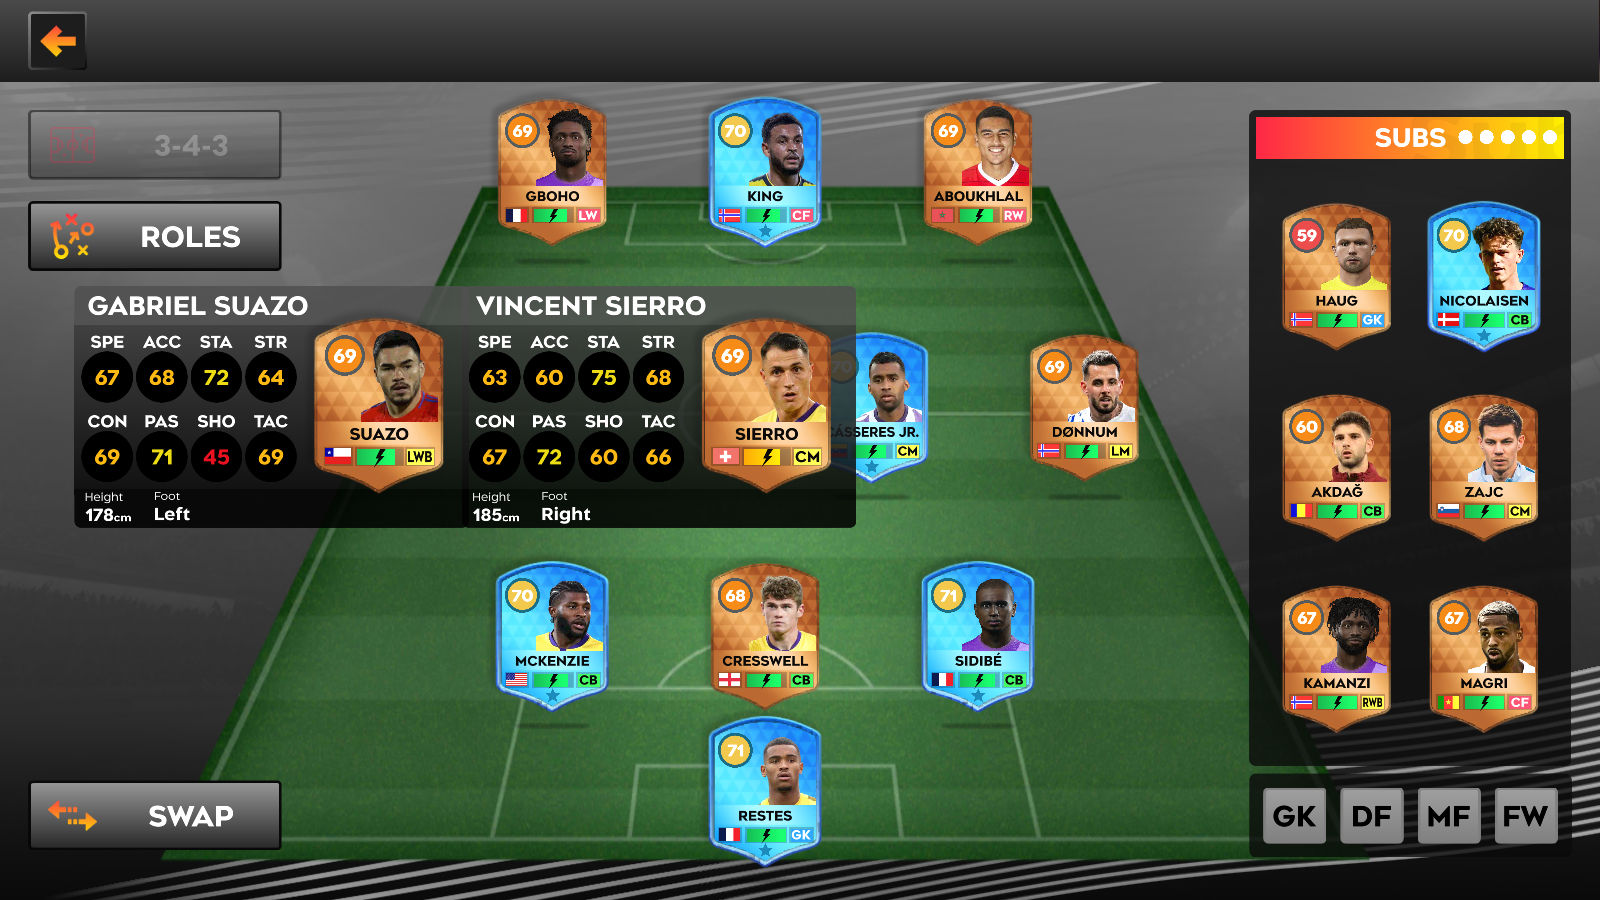 3-4-3
ROLES
69
GBOHO
LW
70
KING
CF
69
ABOUKHLAL
RW
SUBS
GABRIEL SUAZO
SPE ACC STA STR
67 68 72 64
CON PAS SHO TAC
69 71 45 69
Height Foot
178cm Left
69
SUAZO
LWB
VINCENT SIERRO
SPE ACC STA STR
63 60 75 68
CON PAS SHO TAC
67 72 60 66
Height Foot
185cm Right
69
SIERRO
CM
70
CÁSSERES JR.
CM
69
DØNNUM
LM
70
MCKENZIE
CB
68
CRESSWELL
CB
71
SIDIBÉ
CB
71
RESTES
GK
59
HAUG
GK
70
NICOLAISEN
CB
60
AKDAĞ
CB
68
ZAJC
CM
67
KAMANZI
RWB
67
MAGRI
CF
SWAP
GK DF MF FW